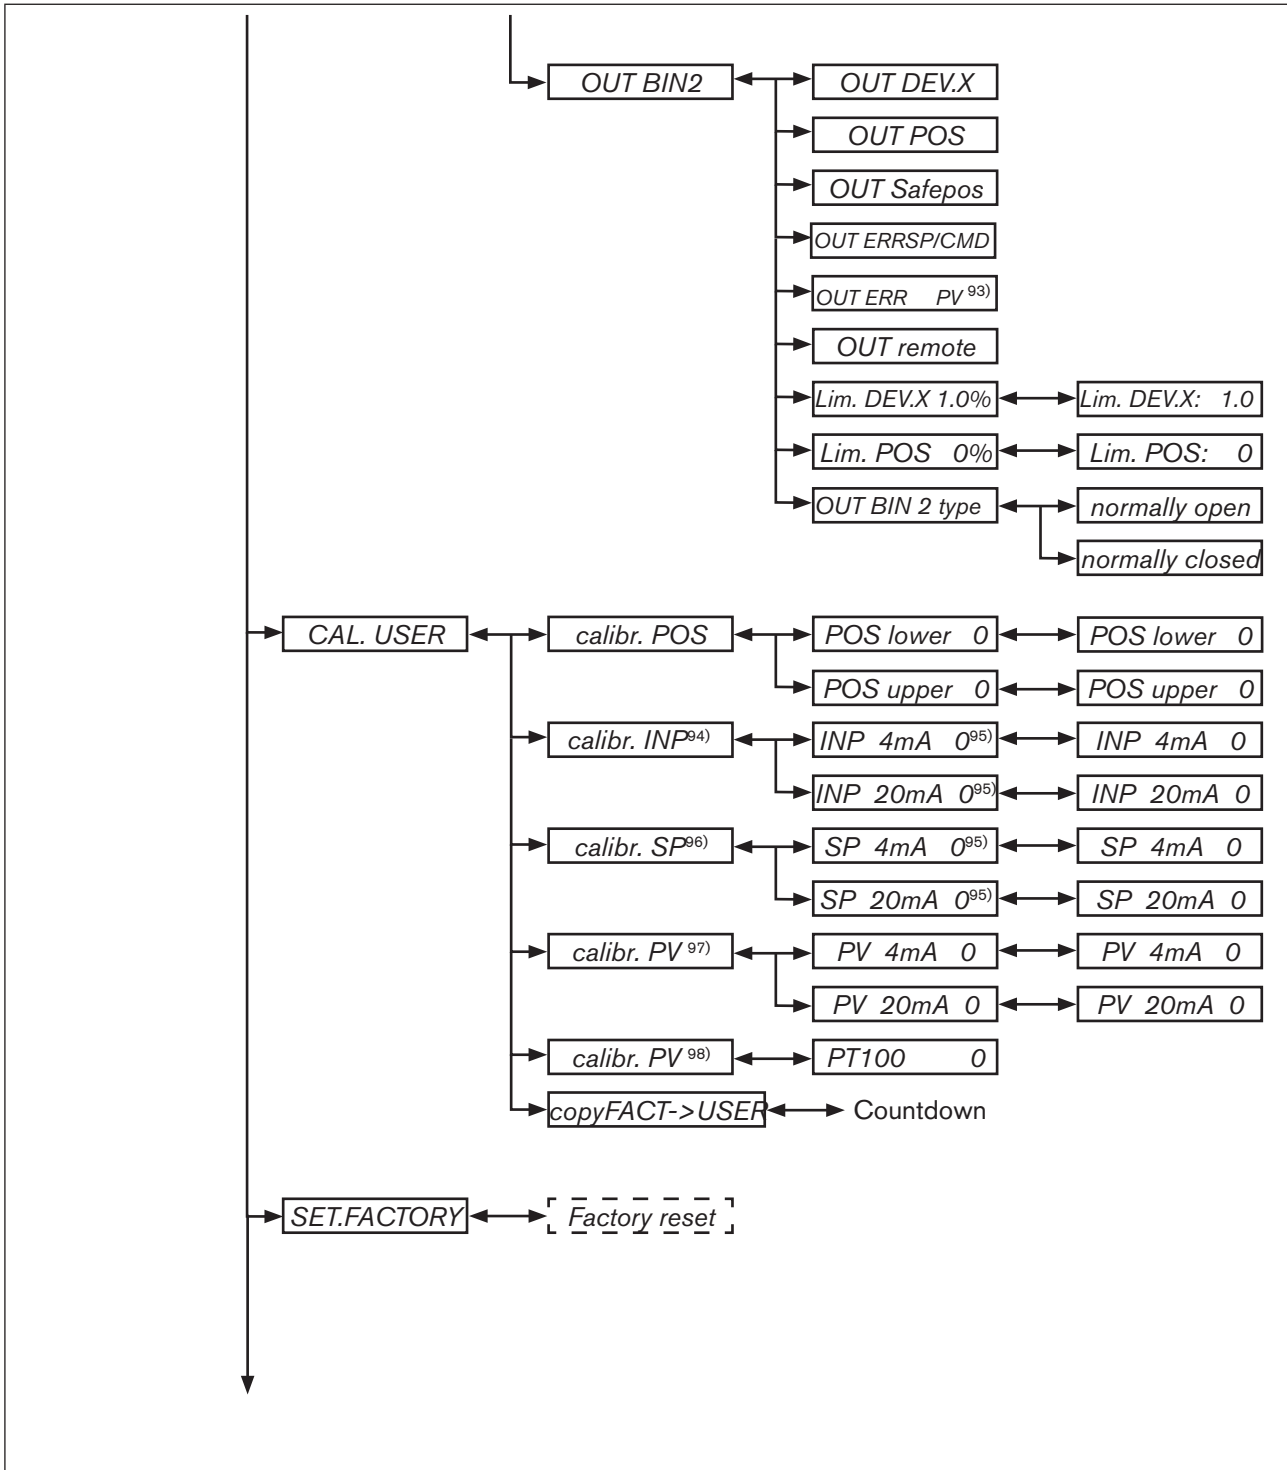 OUT BIN2 OUT DEV.X
OUT POS
OUT Safepos
OUT ERRSP/CMD
OUT ERR PV 93)
OUT remote
Lim. DEV.X 1.0% Lim. DEV.X: 1.0
Lim. POS 0% Lim. POS: 0
OUT BIN 2 type normally open
normally closed
CAL. USER calibr. POS POS lower 0 POS lower 0
POS upper 0 POS upper 0
calibr. INP94) INP 4mA 095) INP 4mA 0
INP 20mA 095) INP 20mA 0
calibr. SP96) SP 4mA 095) SP 4mA 0
SP 20mA 095) SP 20mA 0
calibr. PV 97) PV 4mA 0 PV 4mA 0
PV 20mA 0 PV 20mA 0
calibr. PV 98) PT100 0
copyFACT->USER Countdown
SET.FACTORY Factory reset